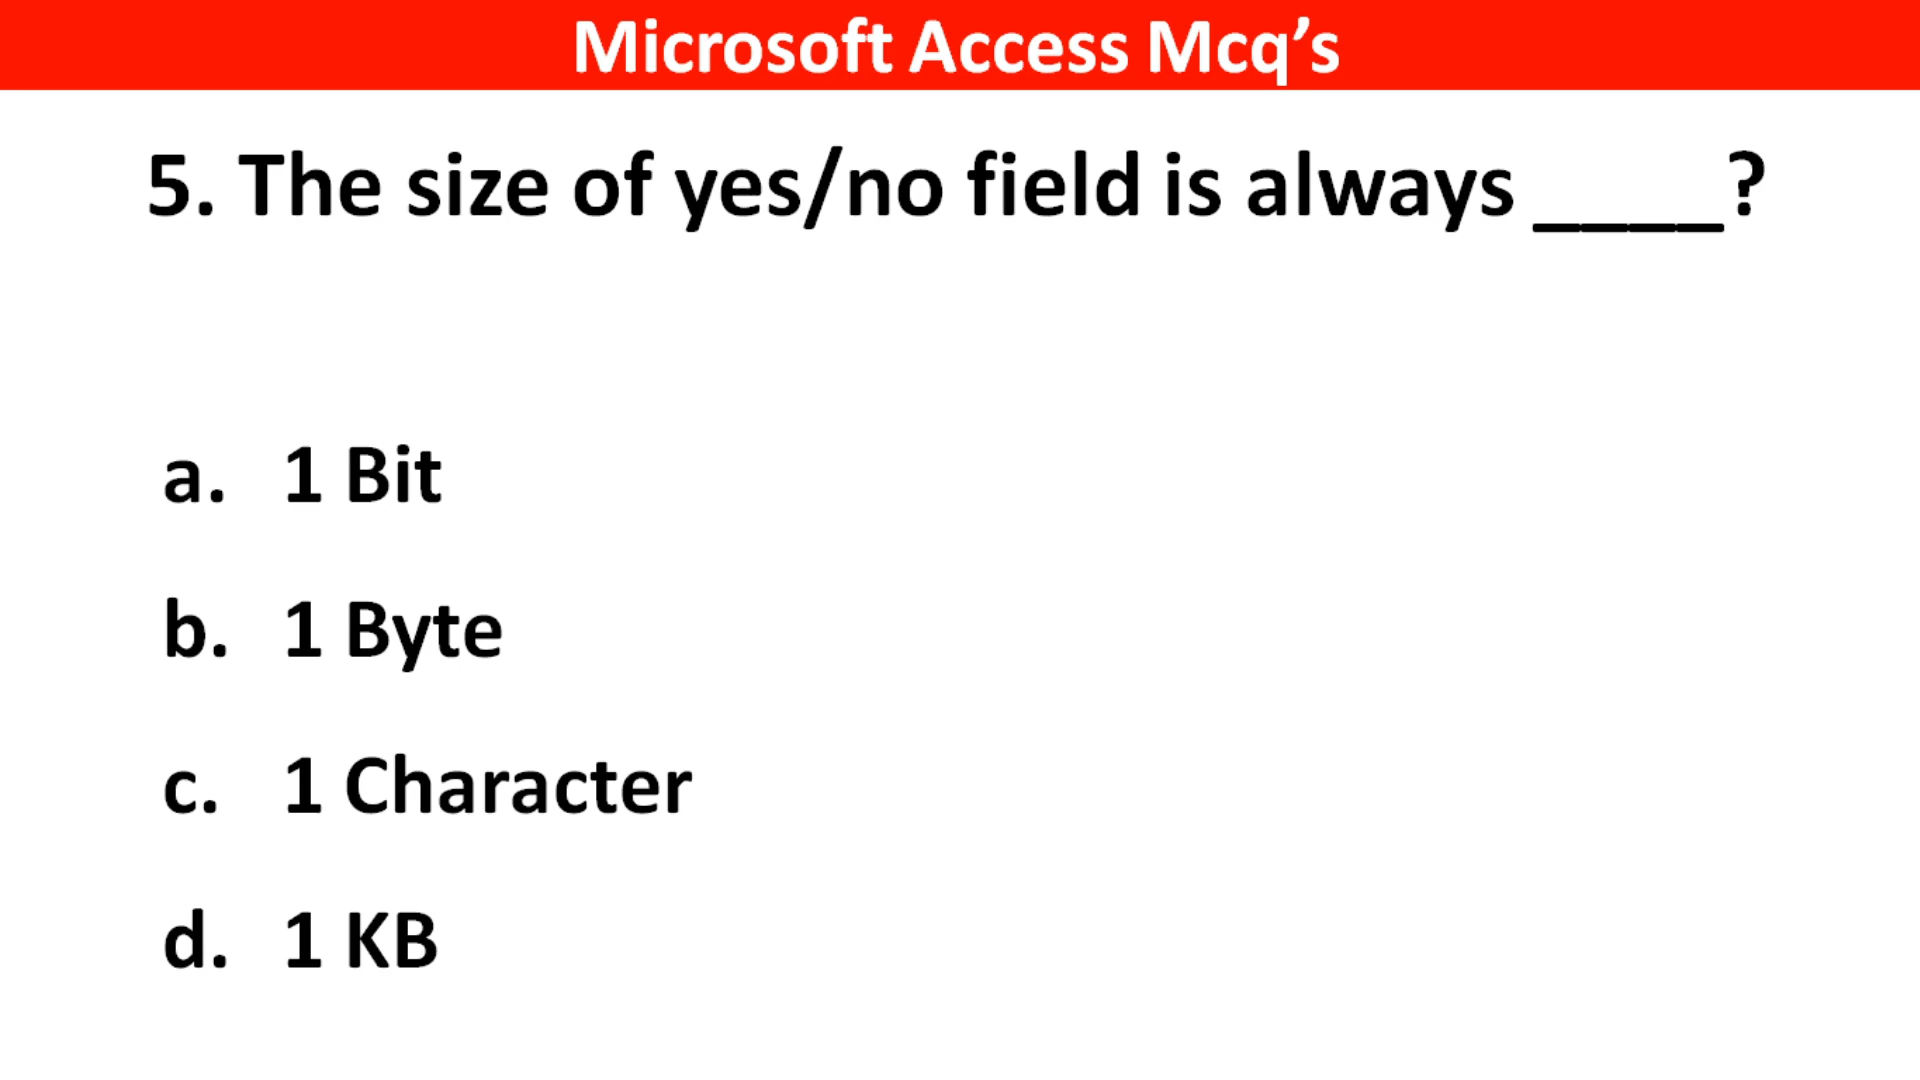 Microsoft Access Mcq’s
5. The size of yes/no field is always ____?
a. 1 Bit
b. 1 Byte
c. 1 Character
d. 1 KB